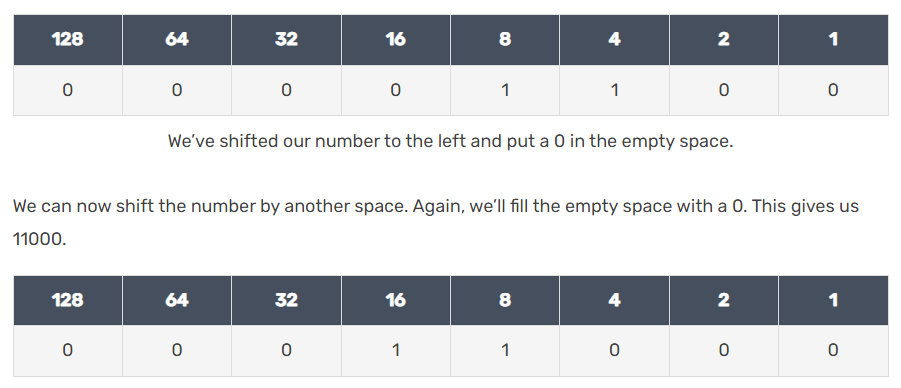 128 64 32 16 8 4 2 1
0 0 0 0 1 1 0 0
We’ve shifted our number to the left and put a 0 in the empty space.
We can now shift the number by another space. Again, we’ll fill the empty space with a 0. This gives us
11000.
128 64 32 16 8 4 2 1
0 0 0 1 1 0 0 0